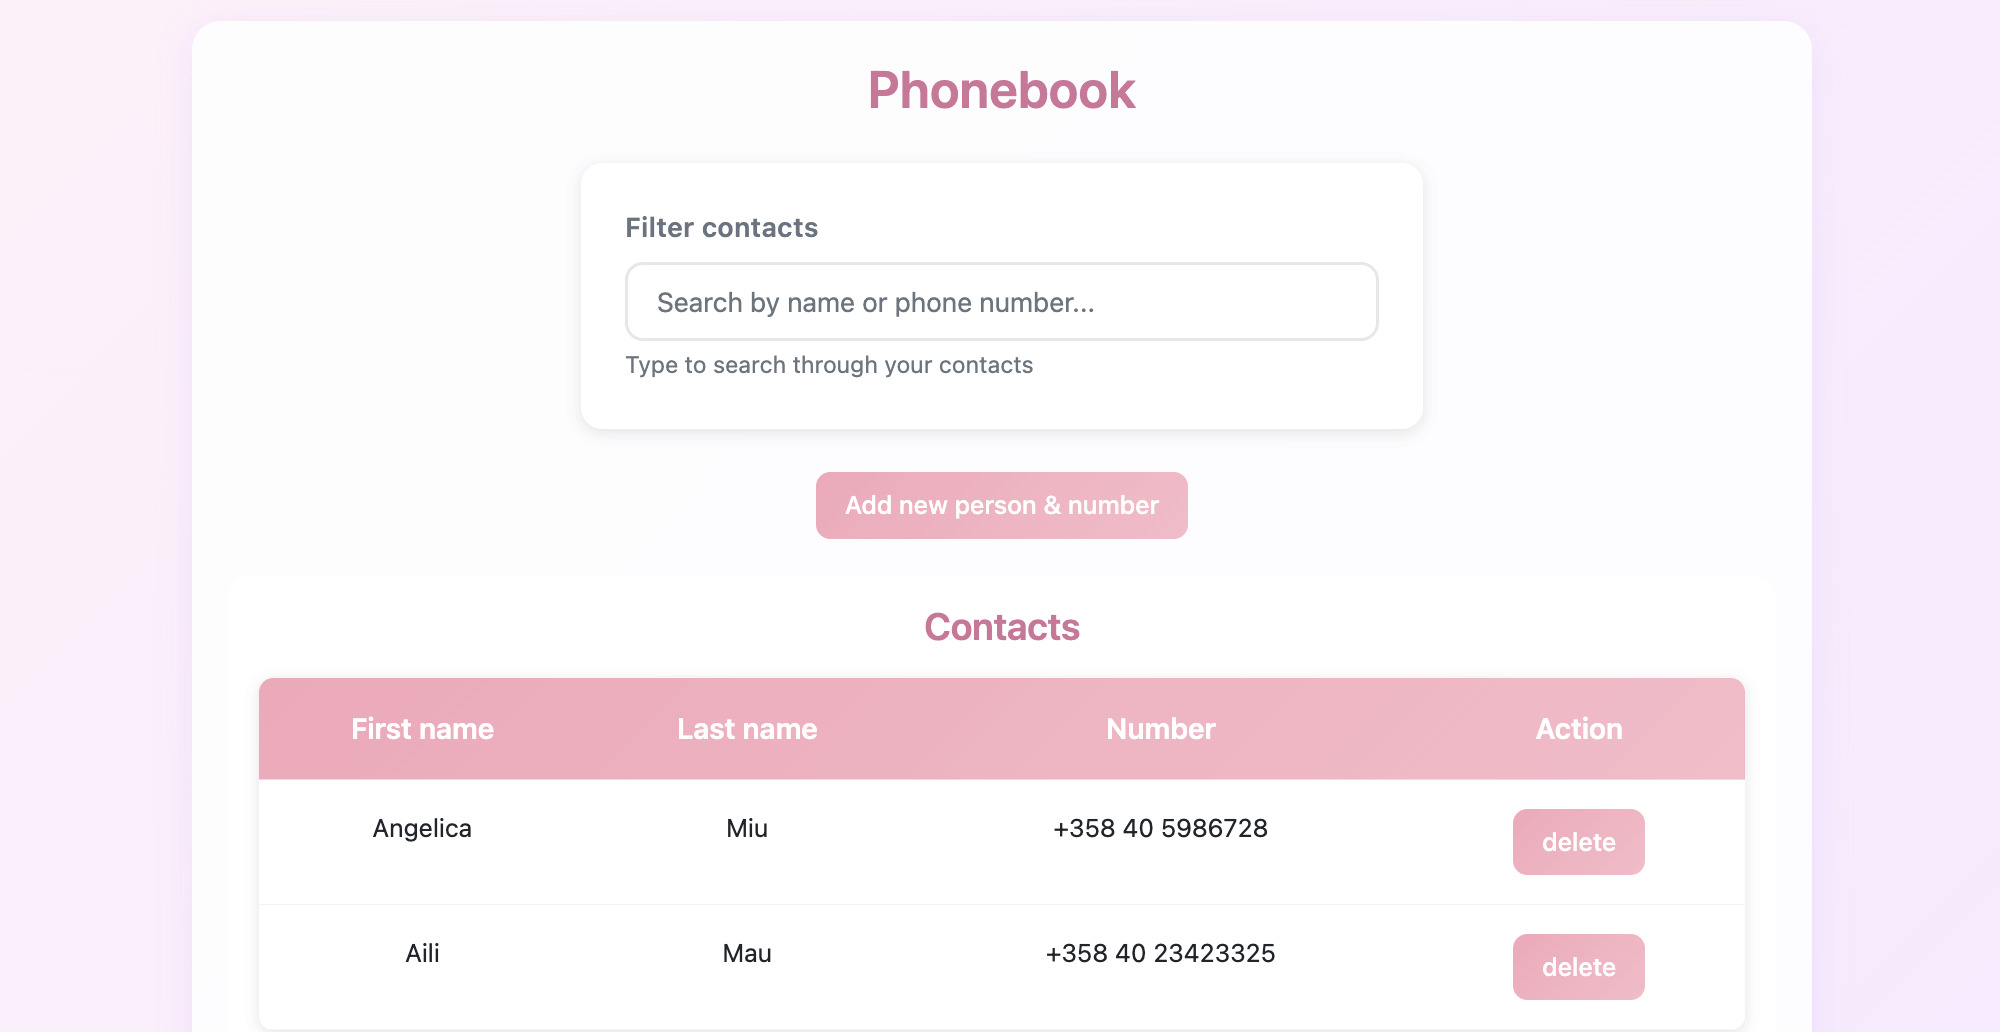 Phonebook
Filter contacts
Search by name or phone number...
Type to search through your contacts
Add new person & number
Contacts
First name Last name Number Action
Angelica Miu +358 40 5986728 delete
Aili Mau +358 40 23423325 delete